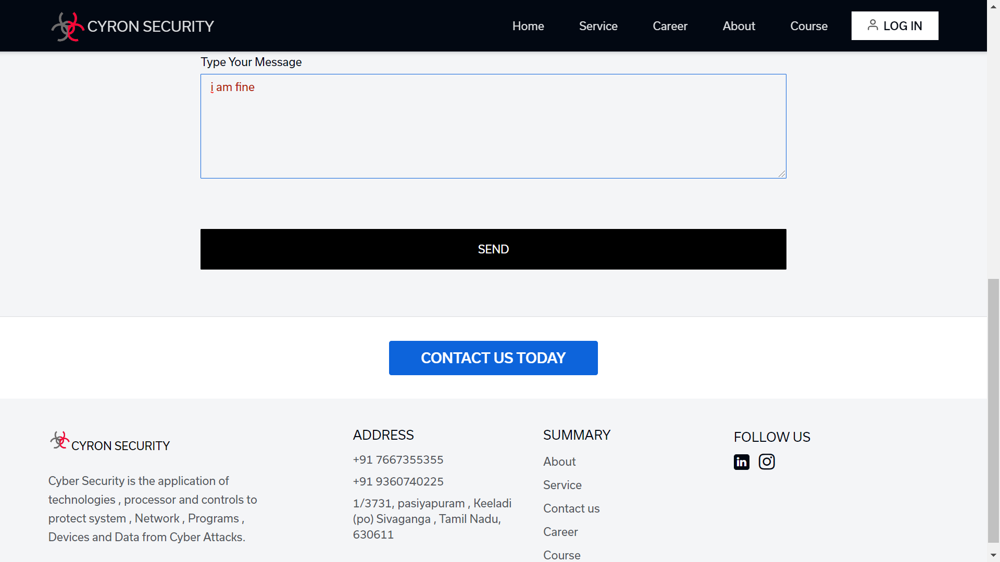 CYRON SECURITY
Home
Service
Career
About
Course
LOG IN
Type Your Message
i am fine
SEND
CONTACT US TODAY
CYRON SECURITY
Cyber Security is the application of
technologies , processor and controls to
protect system , Network , Programs ,
Devices and Data from Cyber Attacks.
ADDRESS
+91 7667355355
+91 9360740225
1/3731, pasiyapuram , Keeladi
(po) Sivaganga , Tamil Nadu,
630611
SUMMARY
About
Service
Contact us
Career
Course
FOLLOW US
in